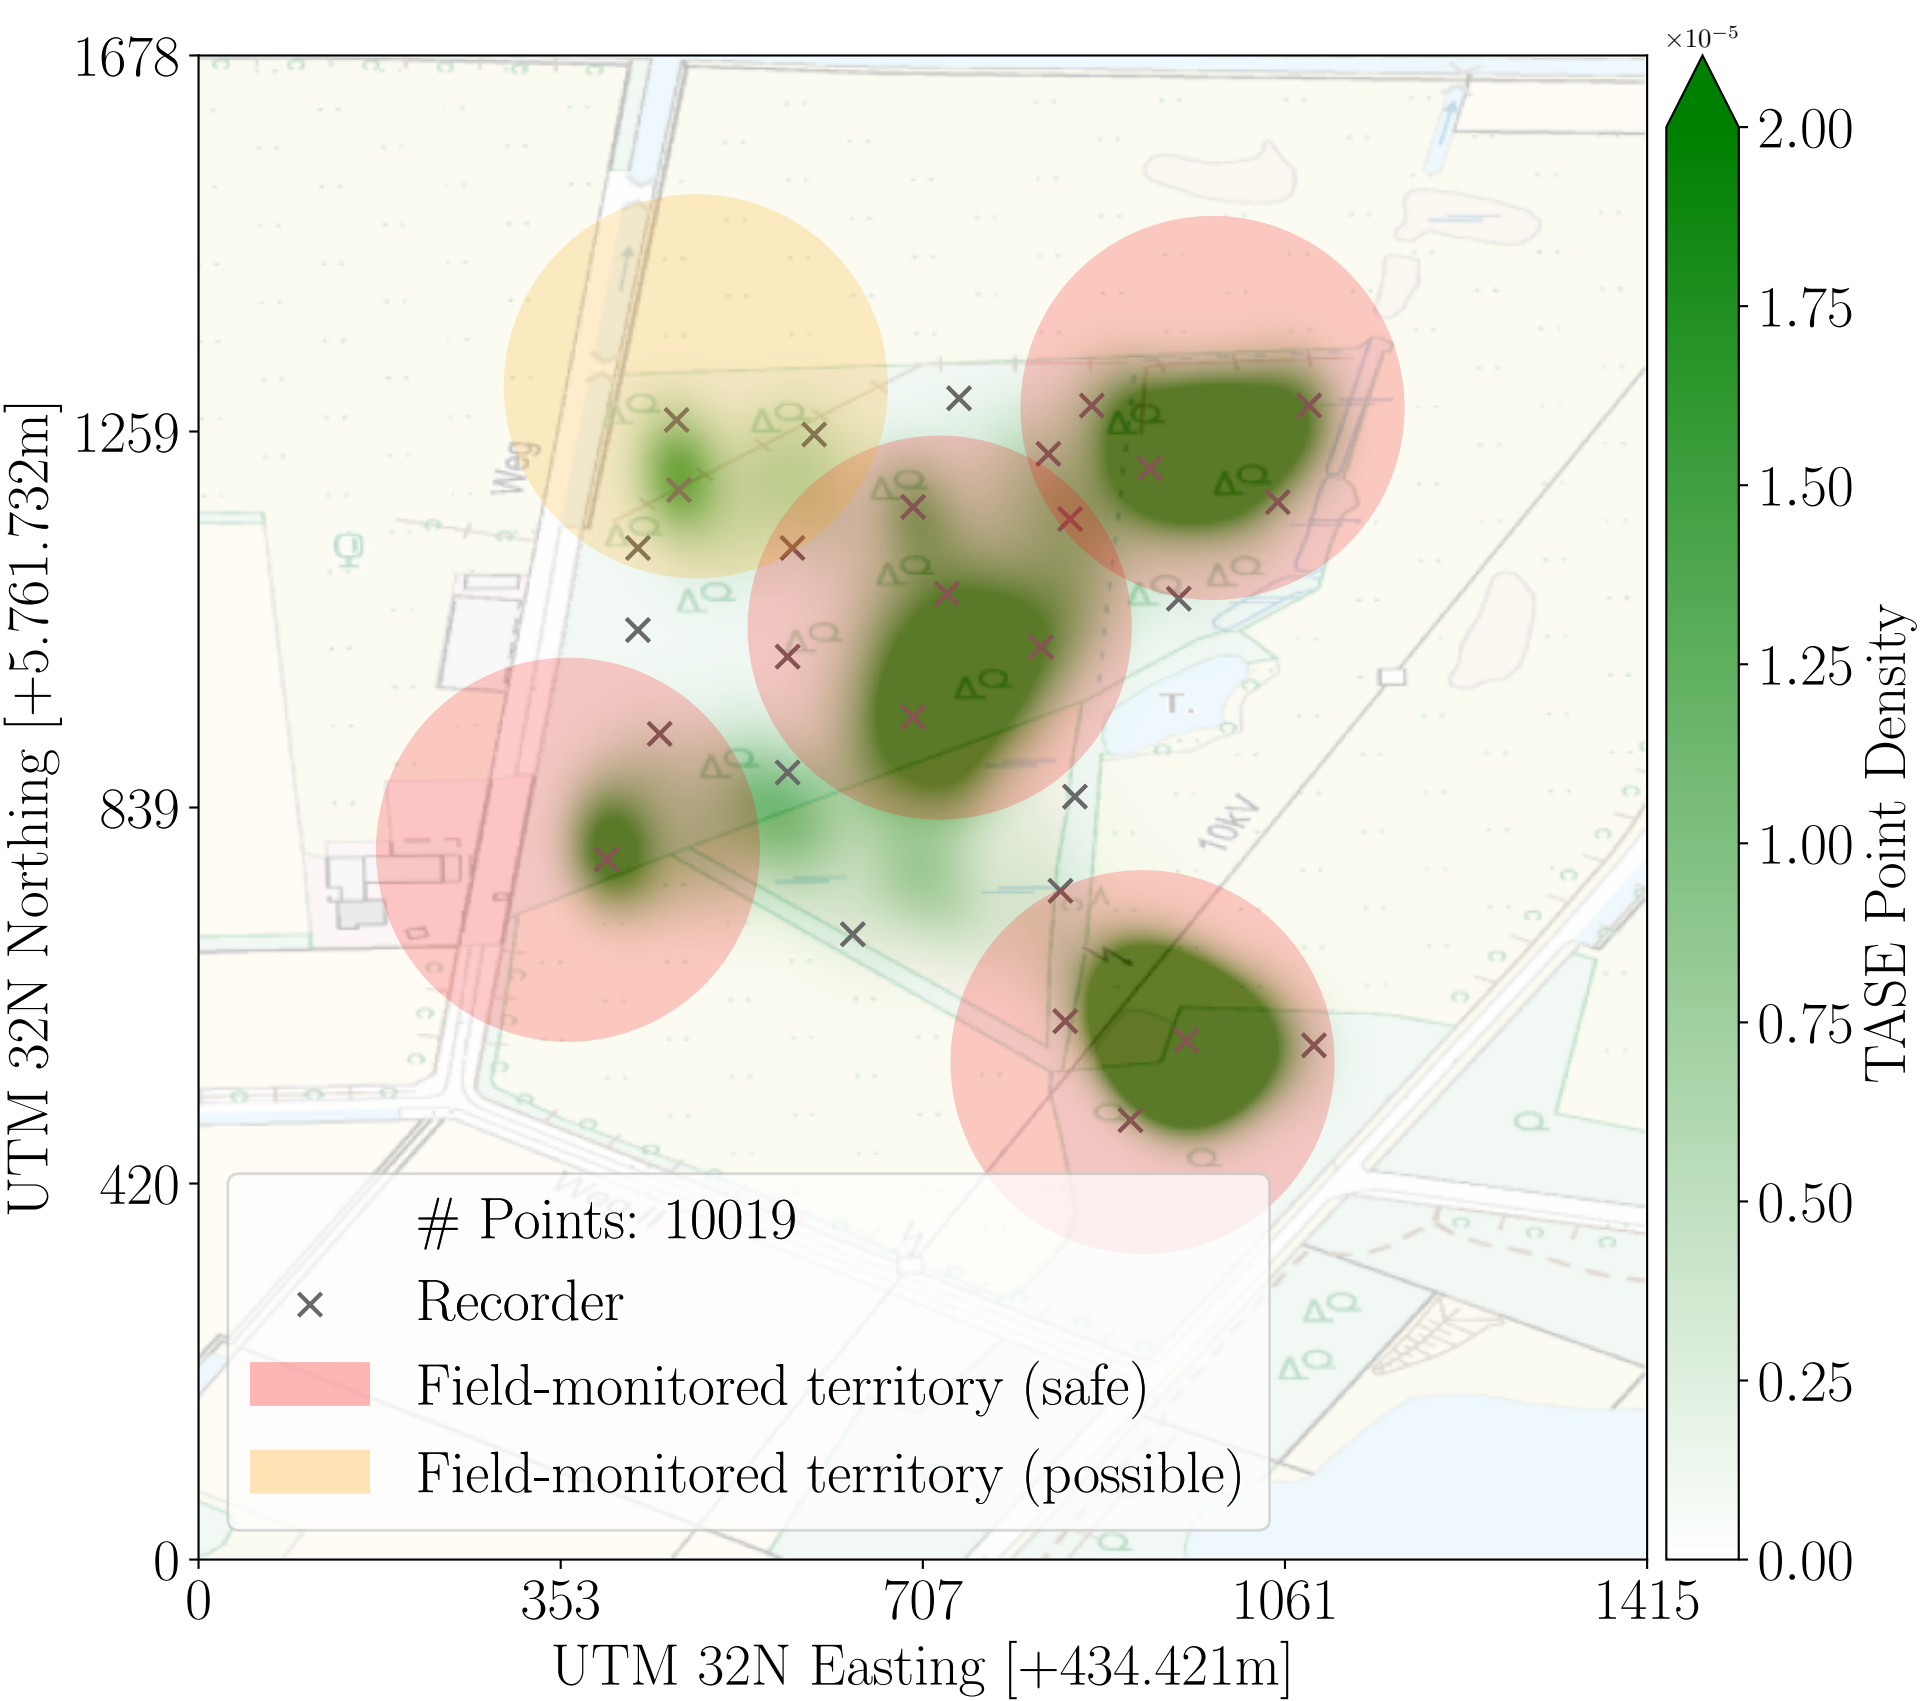 ×10⁻⁵
1678
1259
839
420
0
UTM 32N Northing [+5.761.732m]
0
353
707
1061
1415
UTM 32N Easting [+434.421m]
2.00
1.75
1.50
1.25
1.00
0.75
0.50
0.25
0.00
TASE Point Density
Weg
T.
10kV
Weg
# Points: 10019
Recorder
Field-monitored territory (safe)
Field-monitored territory (possible)